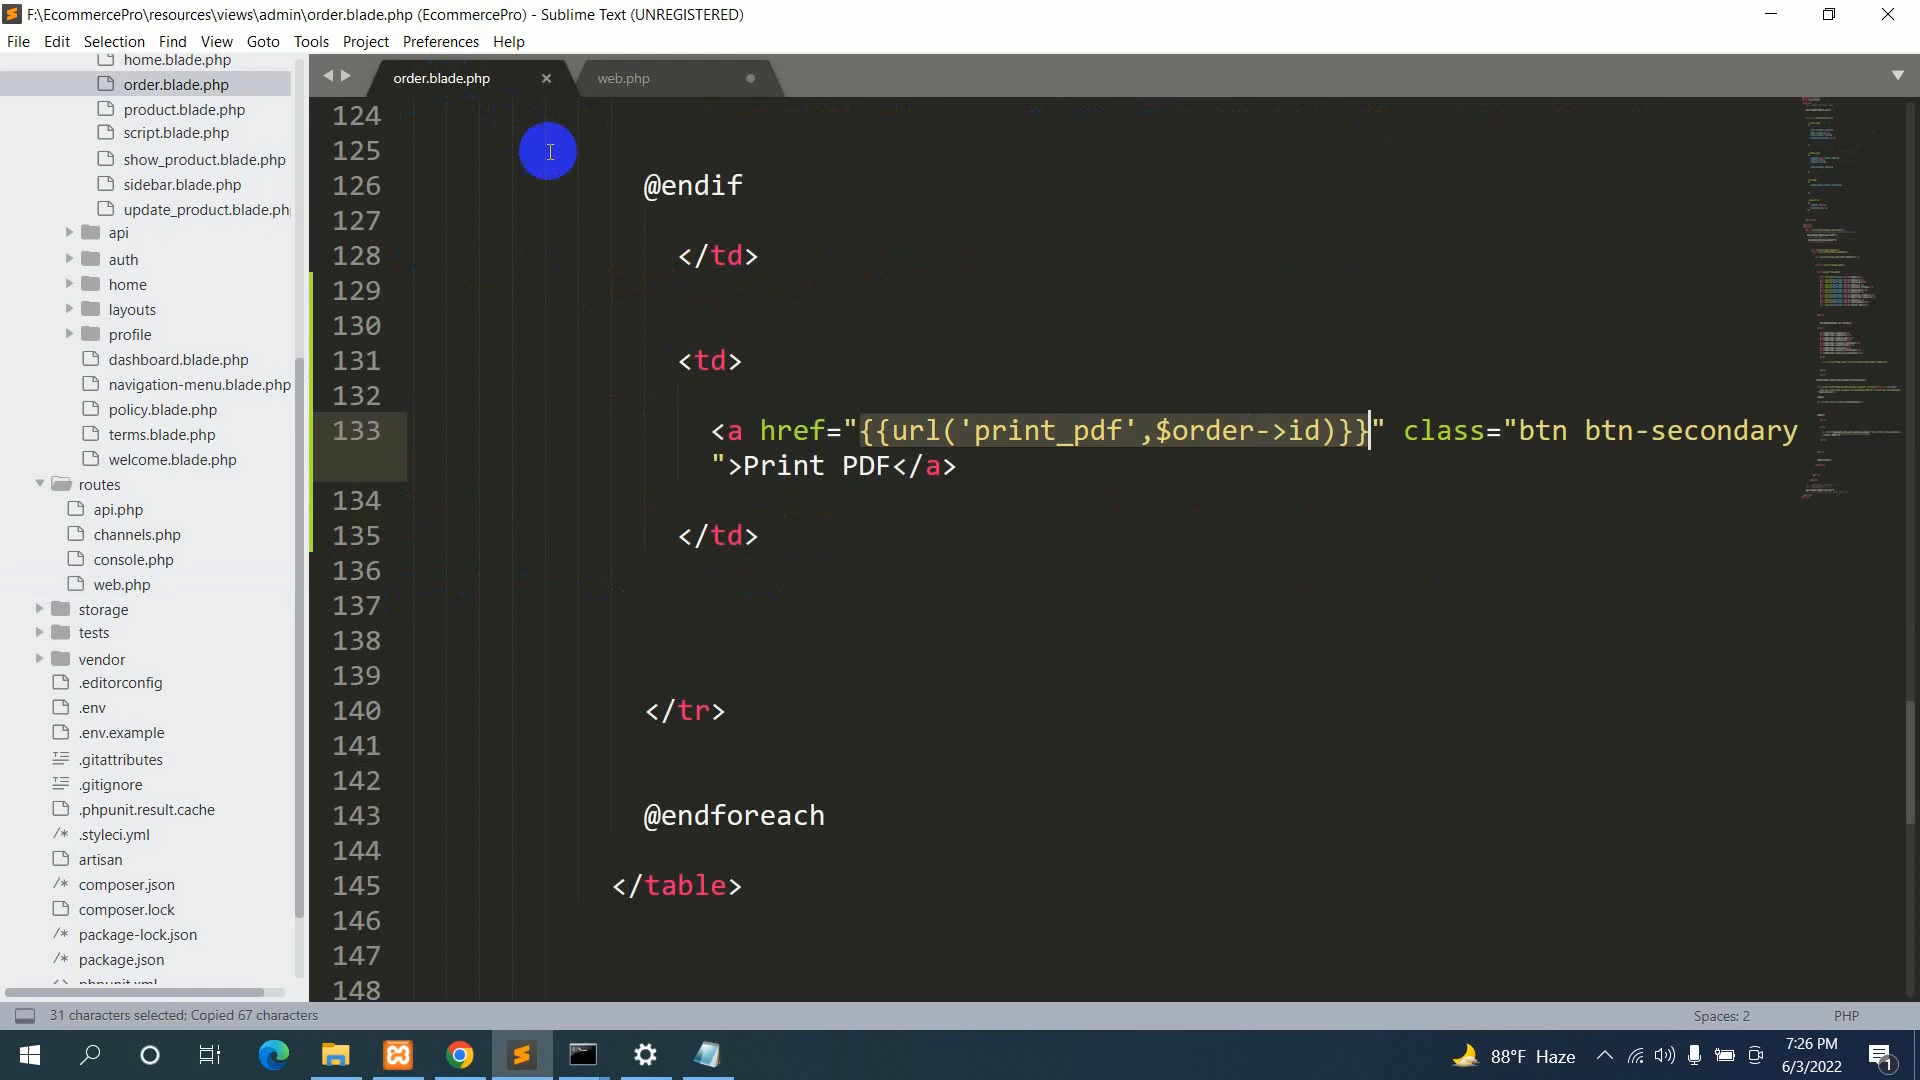 F:\EcommercePro\resources\views\admin\order.blade.php (EcommercePro) - Sublime Text (UNREGISTERED)
File Edit Selection Find View Goto Tools Project Preferences Help
home.blade.php
order.blade.php
product.blade.php
script.blade.php
show_product.blade.php
sidebar.blade.php
update_product.blade.ph
api
auth
home
layouts
profile
dashboard.blade.php
navigation-menu.blade.php
policy.blade.php
terms.blade.php
welcome.blade.php
routes
api.php
channels.php
console.php
web.php
storage
tests
vendor
.editorconfig
.env
.env.example
.gitattributes
.gitignore
.phpunit.result.cache
.styleci.yml
artisan
composer.json
composer.lock
package-lock.json
package.json
phpunit.xml
order.blade.php web.php
124
125
126 @endif
127
128 </td>
129
130
131 <td>
132
133 <a href="{{url('print_pdf',$order->id)}}" class="btn btn-secondary
">Print PDF</a>
134
135 </td>
136
137
138
139
140 </tr>
141
142
143 @endforeach
144
145 </table>
146
147
148
31 characters selected; Copied 67 characters Spaces: 2 PHP
88°F Haze
7:26 PM
6/3/2022
1